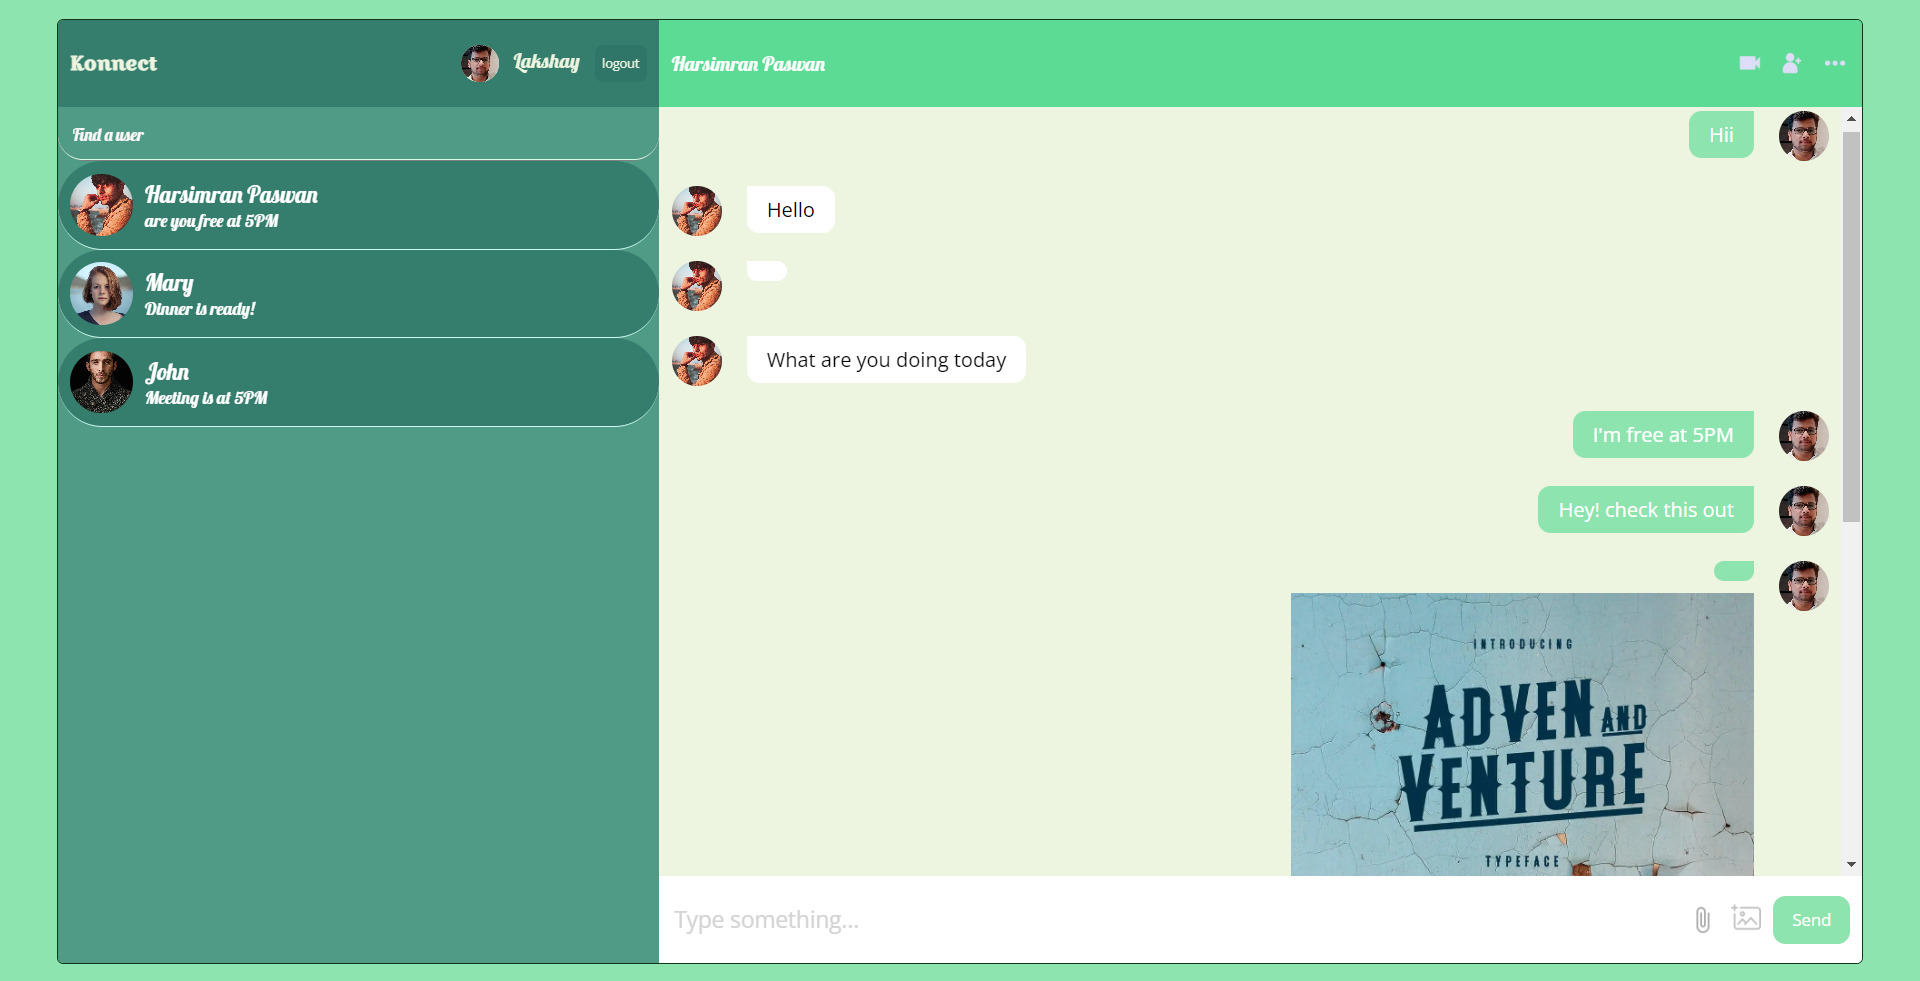 Konnect
Lakshay
logout
Find a user
Harsimran Paswan
are you free at 5PM
Mary
Dinner is ready!
John
Meeting is at 5PM
Harsimran Paswan
Hii
Hello
What are you doing today
I'm free at 5PM
Hey! check this out
INTRODUCING
ADVEN AND
VENTURE
TYPEFACE
Type something...
Send